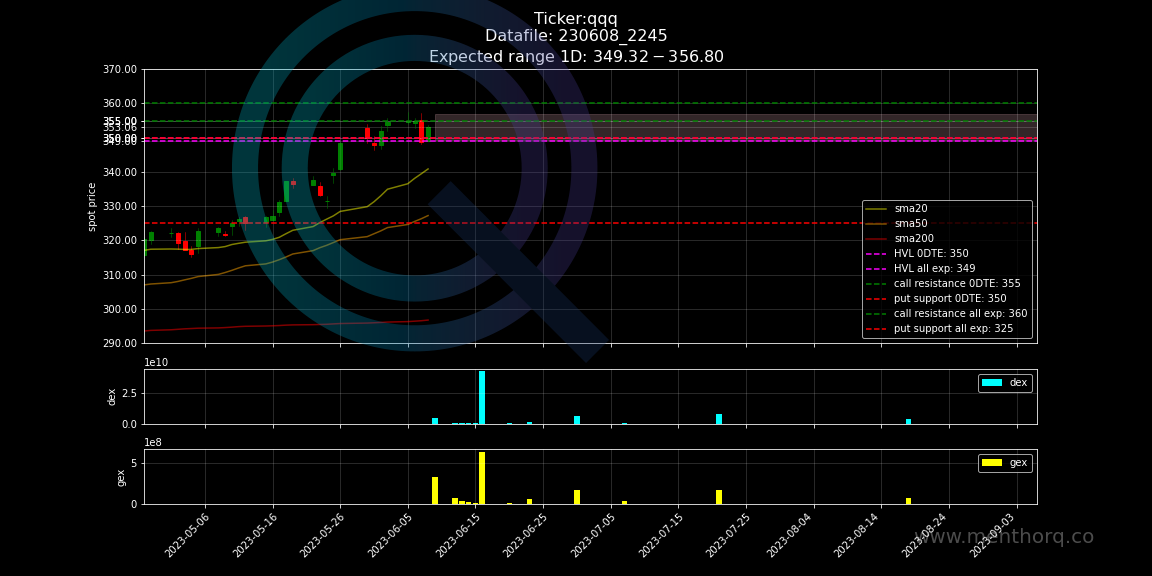 Ticker:qqq
Datafile: 230608_2245
Expected range 1D: 349.32 − 356.80
370.00
360.00
355.00
353.06
350.00
349.00
340.00
330.00
320.00
310.00
300.00
290.00
spot price
sma20
sma50
sma200
HVL 0DTE: 350
HVL all exp: 349
call resistance 0DTE: 355
put support 0DTE: 350
call resistance all exp: 360
put support all exp: 325
1e10
2.5
0.0
dex
dex
1e8
5
0
gex
gex
2023-05-06
2023-05-16
2023-05-26
2023-06-05
2023-06-15
2023-06-25
2023-07-05
2023-07-15
2023-07-25
2023-08-04
2023-08-14
2023-08-24
2023-09-03
www.menthorq.co